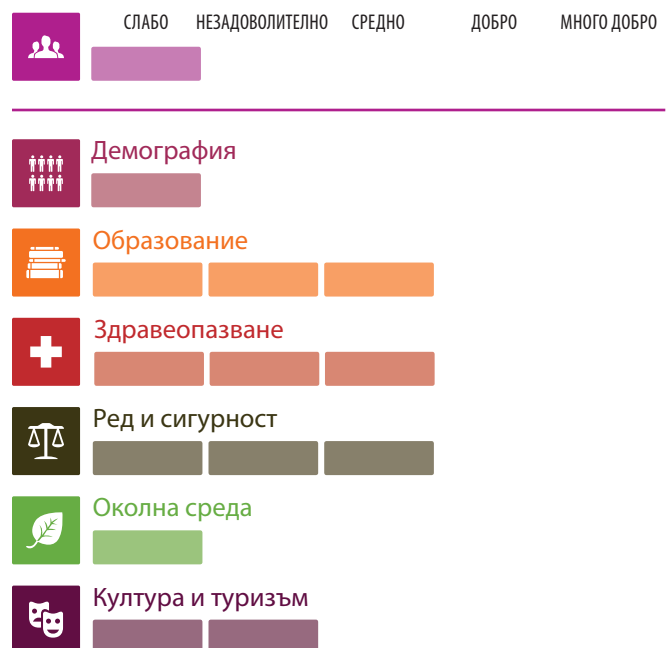 СЛАБО НЕЗАДОВОЛИТЕЛНО СРЕДНО ДОБРО МНОГО ДОБРО
Демография
Образование
Здравеопазване
Ред и сигурност
Околна среда
Култура и туризъм